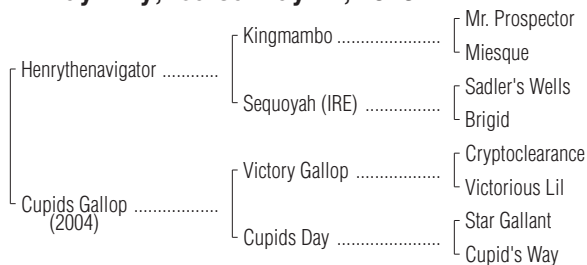 Kingmambo ..................
Mr. Prospector
Miesque
Henrythenavigator ............
Sequoyah (IRE) ................
Sadler's Wells
Brigid
Cupids Gallop ..................
(2004)
Victory Gallop ..................
Cryptoclearance
Victorious Lil
Cupids Day ......................
Star Gallant
Cupid's Way